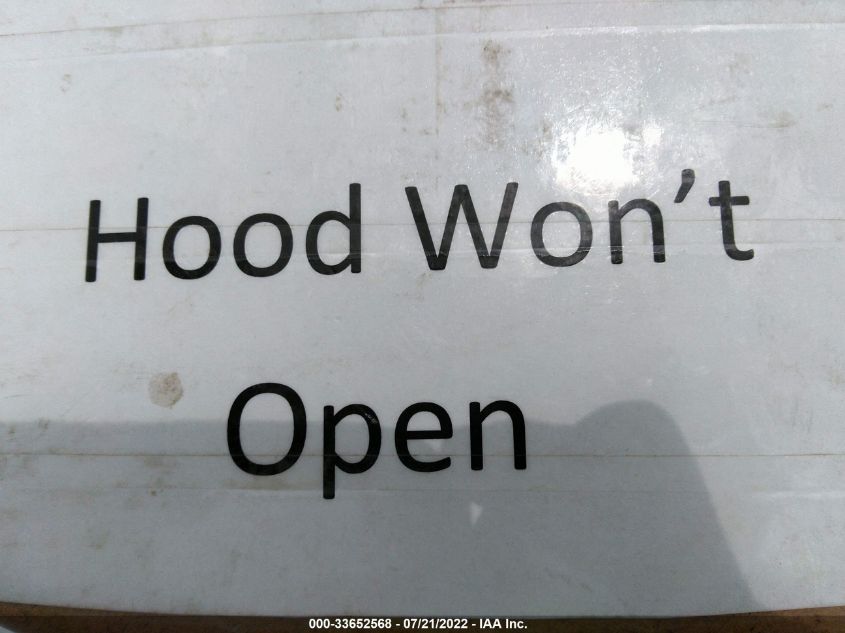 Hood Won’t
Open
000-33652568 - 07/21/2022 - IAA Inc.